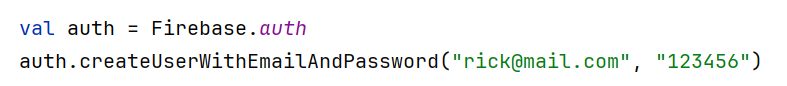 val auth = Firebase.auth
auth.createUserWithEmailAndPassword("rick@mail.com", "123456")